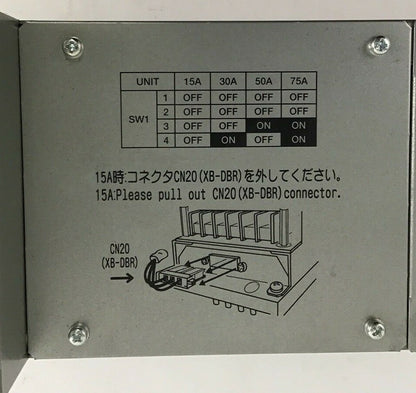 UNIT 15A 30A 50A 75A
SW1
1 OFF OFF OFF OFF
2 OFF OFF OFF OFF
3 OFF OFF ON ON
4 OFF ON OFF ON
15A時:コネクタCN20(XB-DBR)を外してください。
15A:Please pull out CN20(XB-DBR)connector.
CN20
(XB-DBR)